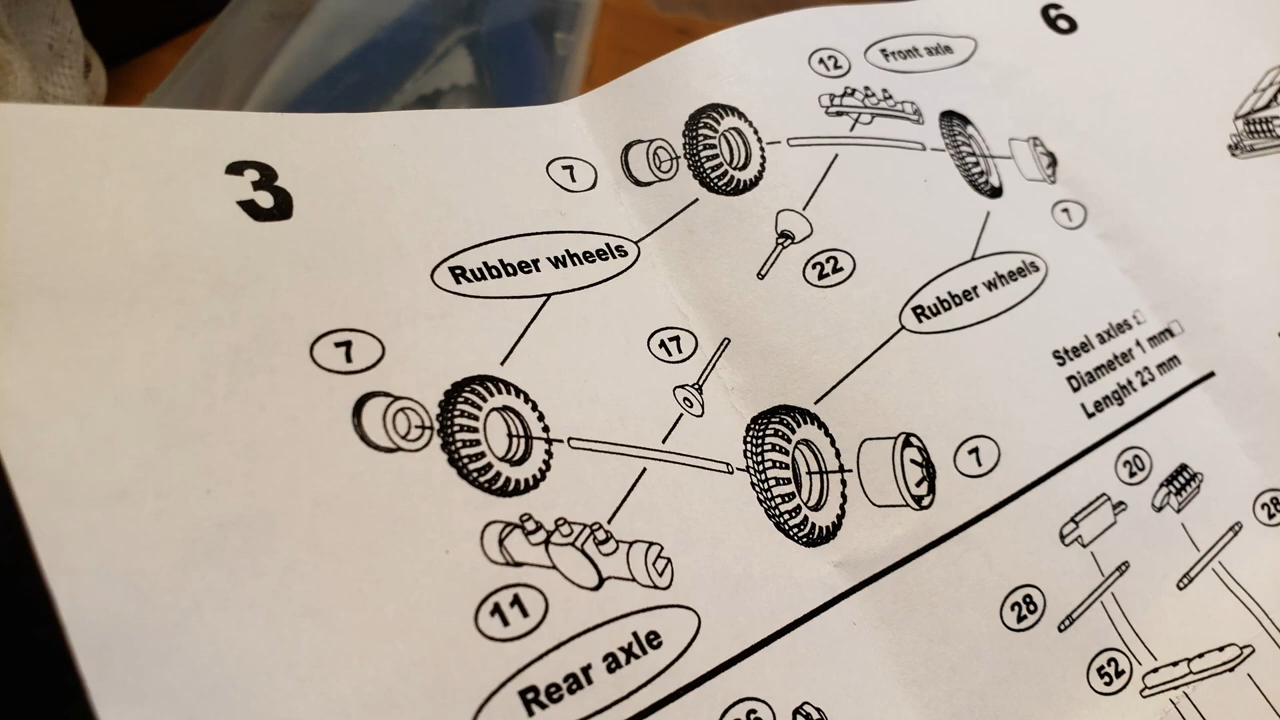 3
6
12
Front axle
7
7
22
Rubber wheels
Rubber wheels
7
17
Steel axles :
Diameter 1 mm
Lenght 23 mm
7
11
Rear axle
20
28
28
52